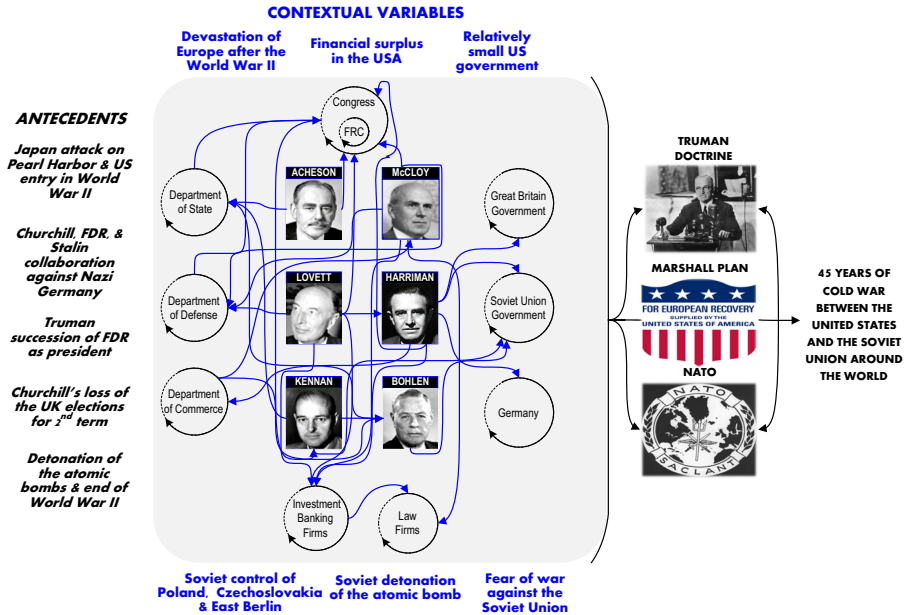 CONTEXTUAL VARIABLES
Devastation of
Europe after the
World War II
Financial surplus
in the USA
Relatively
small US
government
ANTECEDENTS
Japan attack on
Pearl Harbor & US
entry in World
War II
Churchill, FDR, &
Stalin
collaboration
against Nazi
Germany
Truman
succession of FDR
as president
Churchill's loss of
the UK elections
for 2nd term
Detonation of
the atomic
bombs & end of
World War II
Congress
FRC
Department
of State
ACHESON
McCLOY
Great Britain
Government
Department
of Defense
LOVETT
HARRIMAN
Soviet Union
Government
Department
of Commerce
KENNAN
BOHLEN
Germany
Investment
Banking
Firms
Law
Firms
Soviet control of
Poland, Czechoslovakia
& East Berlin
Soviet detonation
of the atomic bomb
Fear of war
against the
Soviet Union
TRUMAN
DOCTRINE
MARSHALL PLAN
FOR EUROPEAN RECOVERY
SUPPLIED BY THE
UNITED STATES OF AMERICA
NATO
NATO
SACLANT
45 YEARS OF
COLD WAR
BETWEEN THE
UNITED STATES
AND THE SOVIET
UNION AROUND
THE WORLD